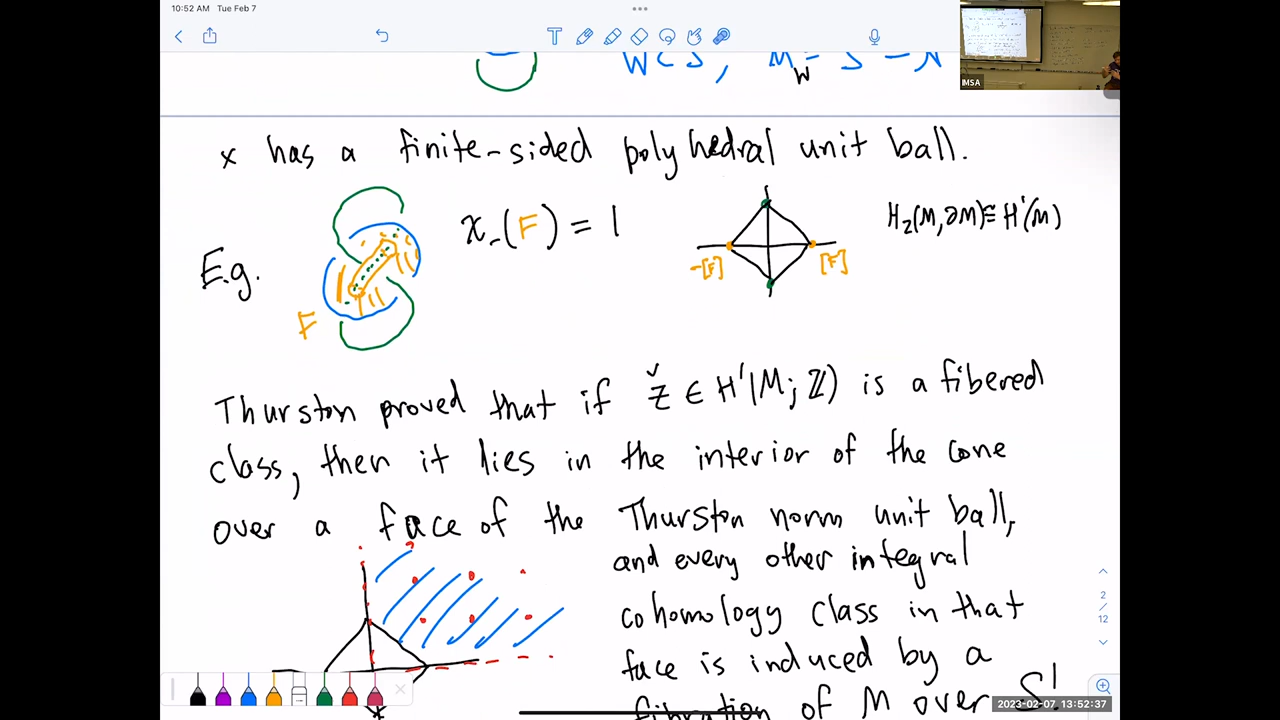 10:52 AM Tue Feb 7
W ⊂ S, M_W = S - N
IMSA
x has a finite-sided polyhedral unit ball.
E.g.
F
χ_-(F) = 1
-[F]
[F]
H₂(M,∂M) ≅ H¹(M)
Thurston proved that if ž ∈ H¹(M; ℤ) is a fibered
class, then it lies in the interior of the cone
over a face of the Thurston norm unit ball,
and every other integral
cohomology class in that
face is induced by a
fibration of M over S¹
2
/
12
2023-02-07 13:52:37